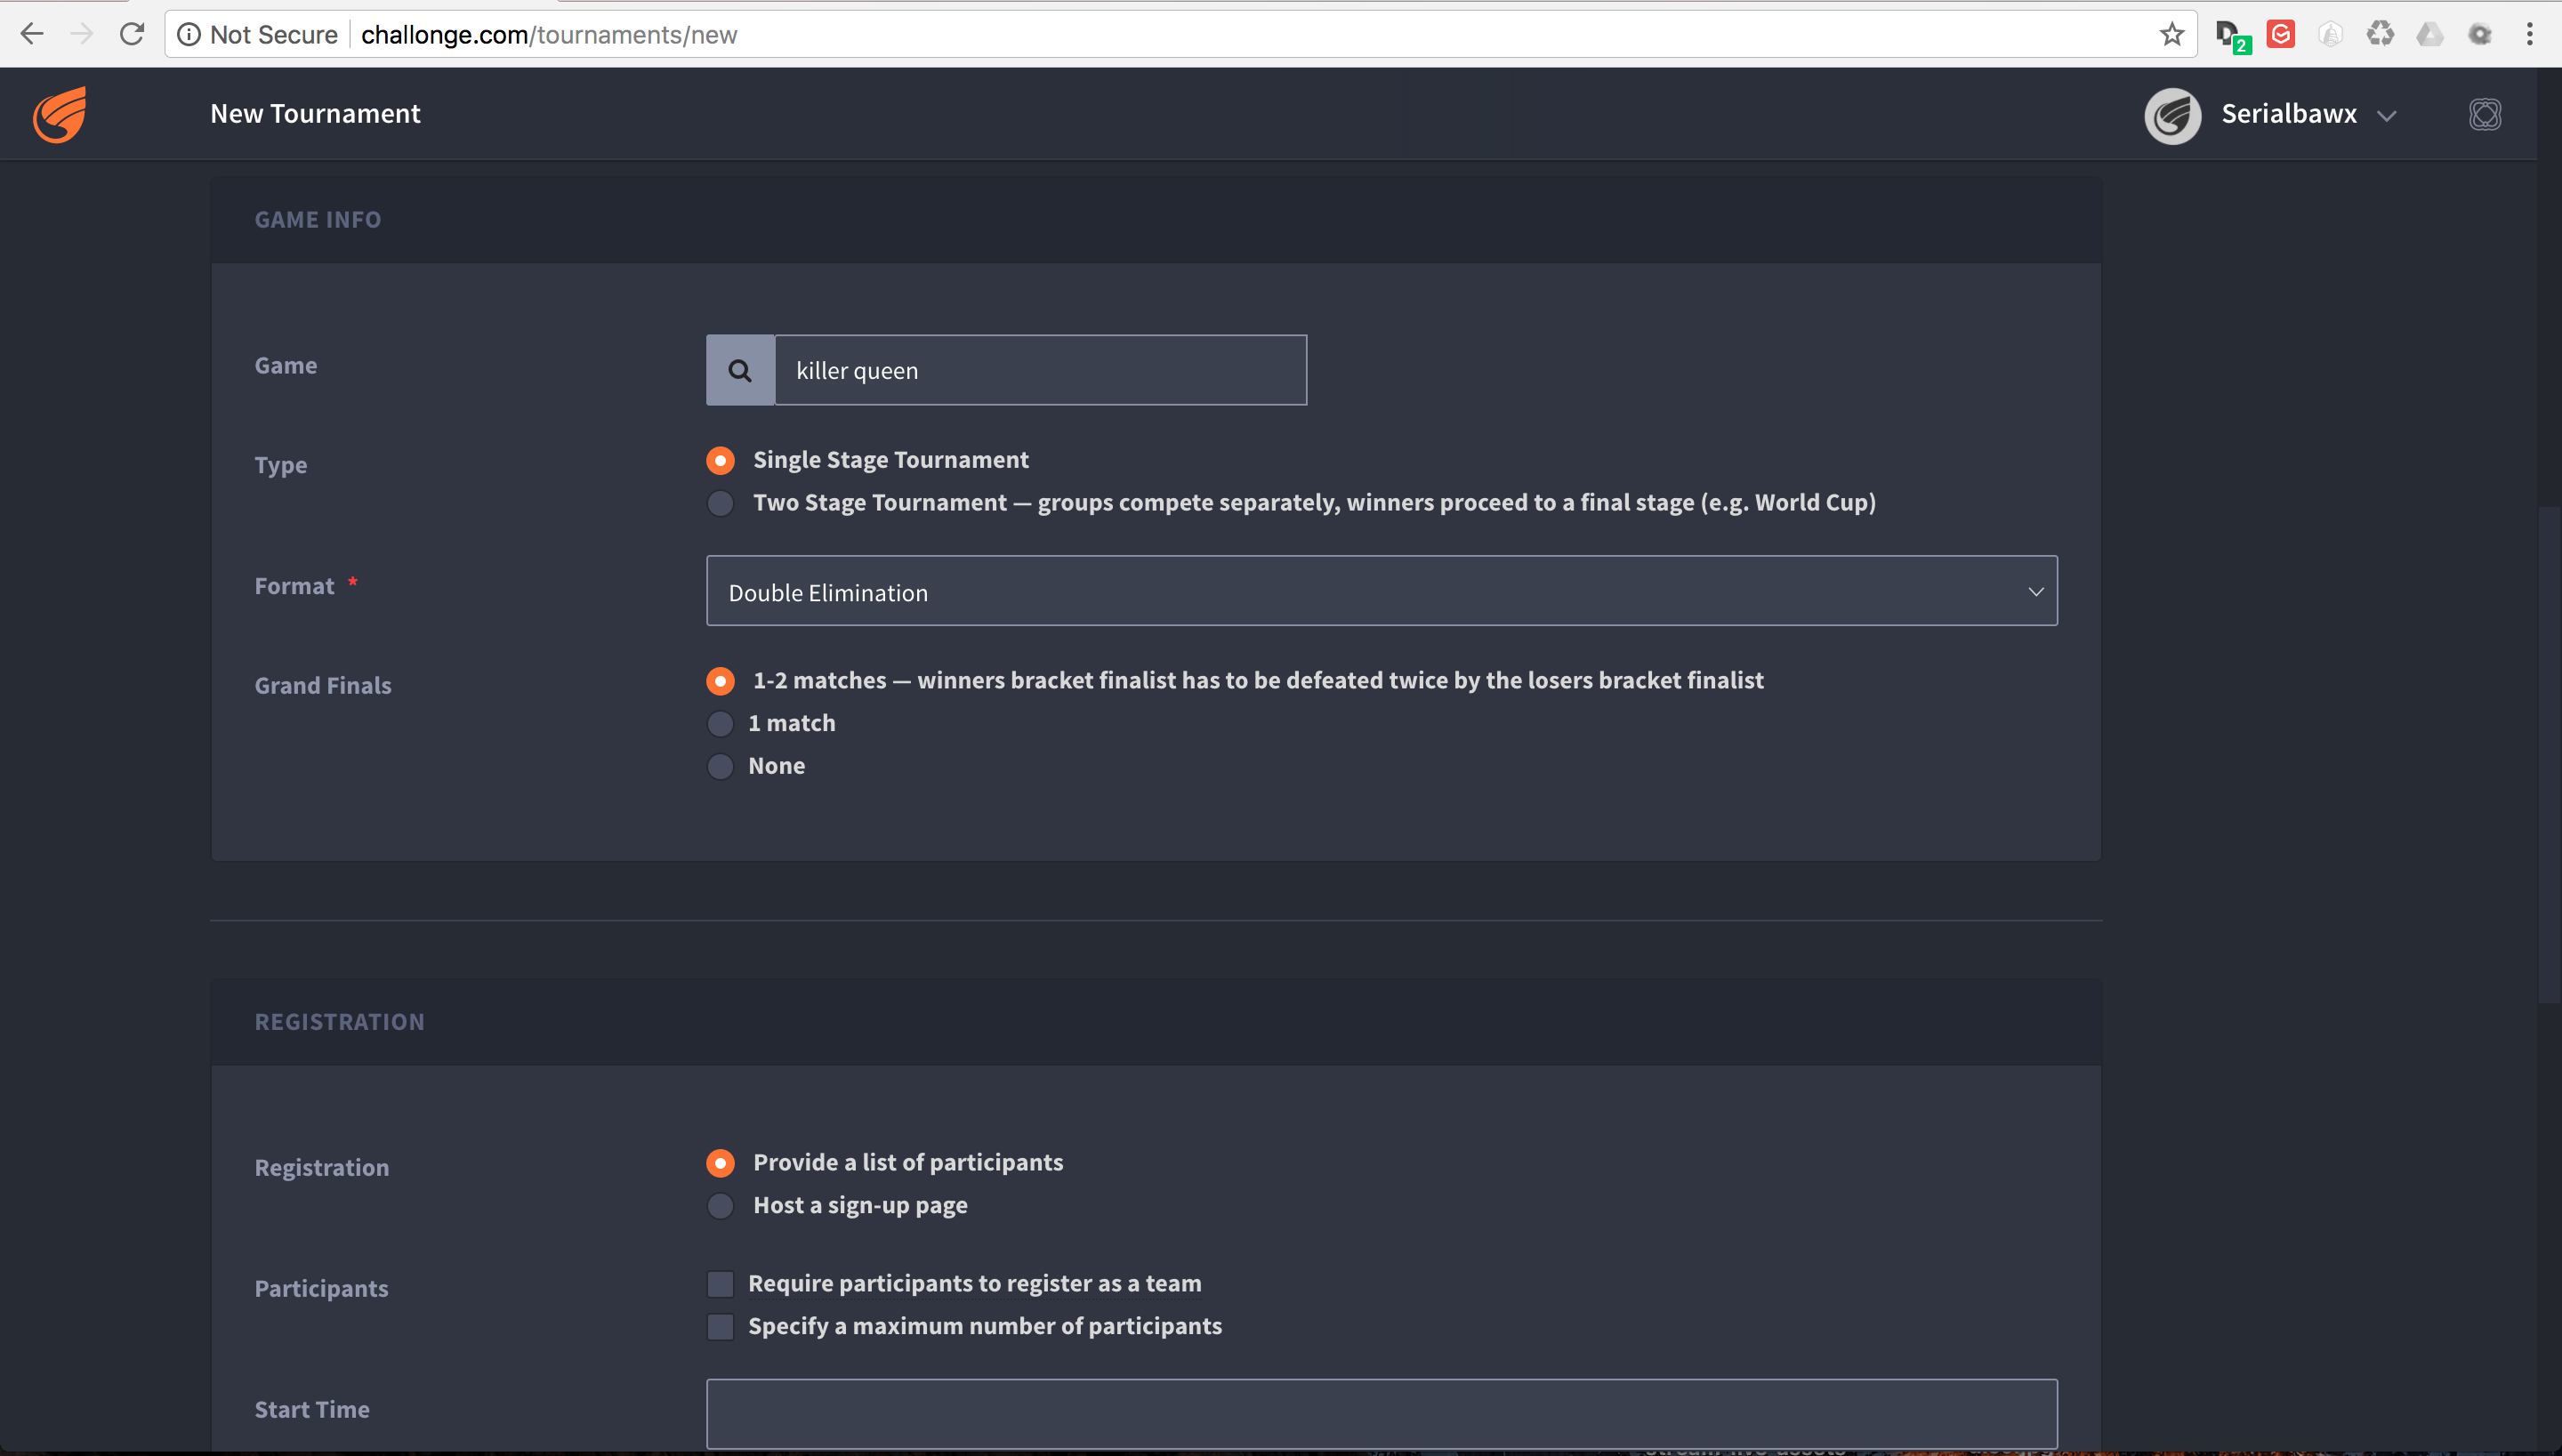 Not Secure challonge.com/tournaments/new
2
New Tournament
Serialbawx
GAME INFO
Game
killer queen
Type
Single Stage Tournament
Two Stage Tournament — groups compete separately, winners proceed to a final stage (e.g. World Cup)
Format *
Double Elimination
Grand Finals
1-2 matches — winners bracket finalist has to be defeated twice by the losers bracket finalist
1 match
None
REGISTRATION
Registration
Provide a list of participants
Host a sign-up page
Participants
Require participants to register as a team
Specify a maximum number of participants
Start Time